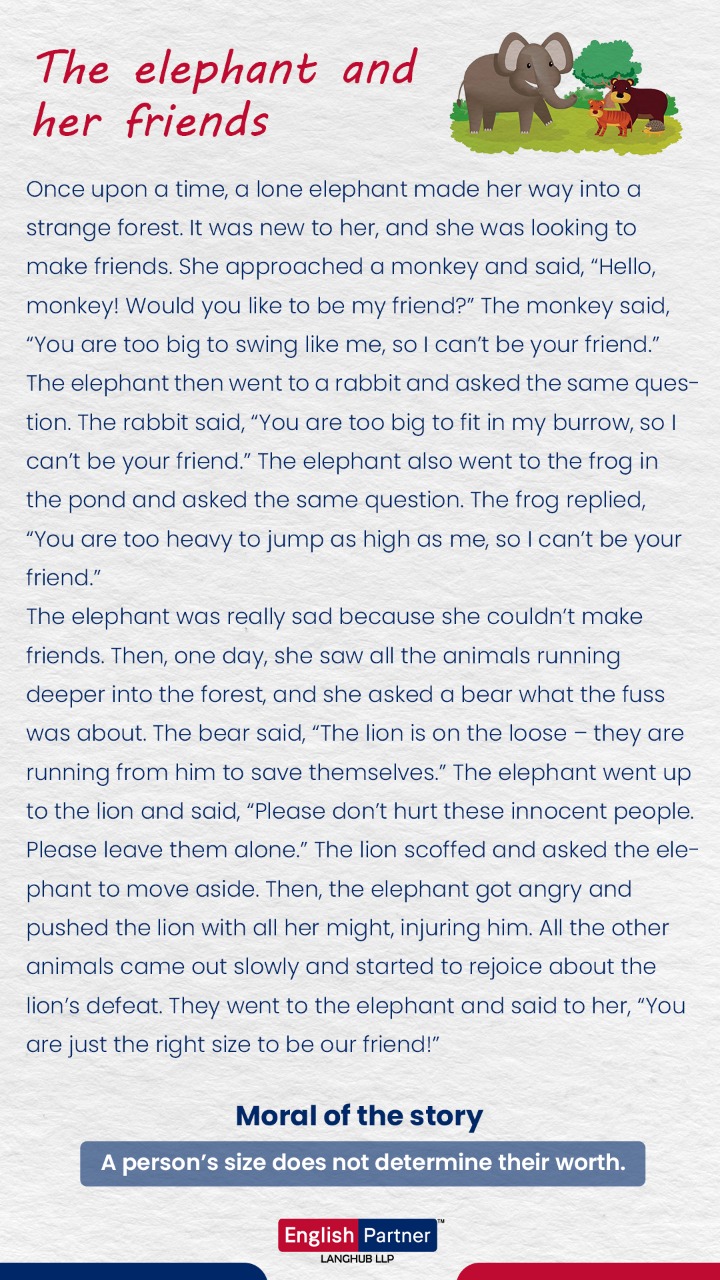 The elephant and
her friends
Once upon a time, a lone elephant made her way into a
strange forest. It was new to her, and she was looking to
make friends. She approached a monkey and said, “Hello,
monkey! Would you like to be my friend?” The monkey said,
“You are too big to swing like me, so I can’t be your friend.”
The elephant then went to a rabbit and asked the same ques-
tion. The rabbit said, “You are too big to fit in my burrow, so I
can’t be your friend.” The elephant also went to the frog in
the pond and asked the same question. The frog replied,
“You are too heavy to jump as high as me, so I can’t be your
friend.”
The elephant was really sad because she couldn’t make
friends. Then, one day, she saw all the animals running
deeper into the forest, and she asked a bear what the fuss
was about. The bear said, “The lion is on the loose – they are
running from him to save themselves.” The elephant went up
to the lion and said, “Please don’t hurt these innocent people.
Please leave them alone.” The lion scoffed and asked the ele-
phant to move aside. Then, the elephant got angry and
pushed the lion with all her might, injuring him. All the other
animals came out slowly and started to rejoice about the
lion’s defeat. They went to the elephant and said to her, “You
are just the right size to be our friend!”
Moral of the story
A person’s size does not determine their worth.
English Partner™
LANGHUB LLP